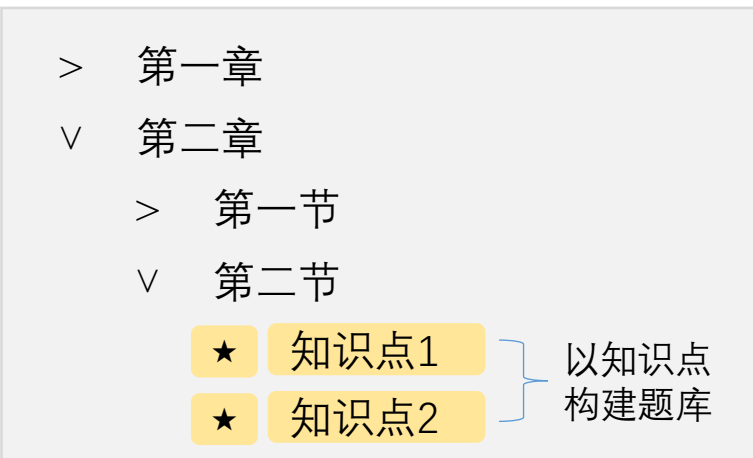 > 第一章
v 第二章
> 第一节
v 第二节
★ 知识点1
★ 知识点2
以知识点
构建题库